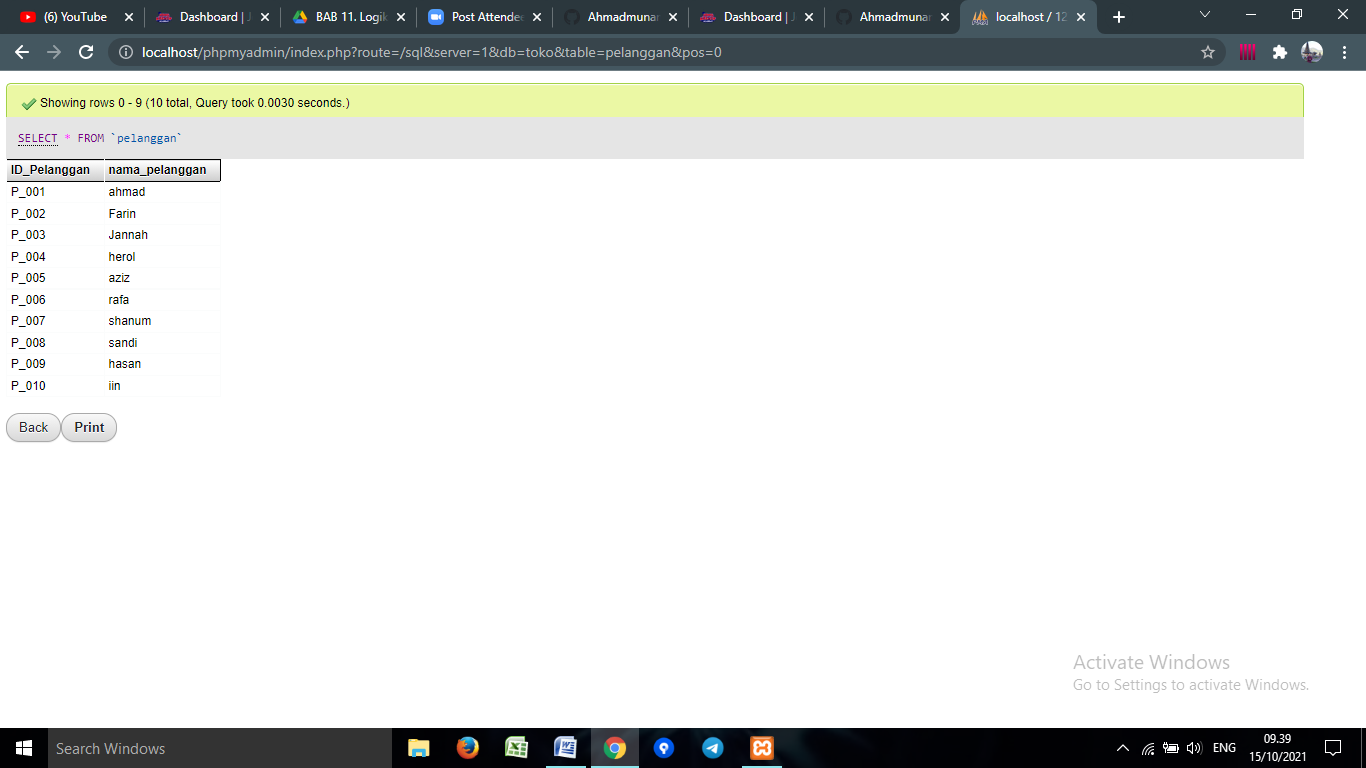 (6) YouTube
Dashboard | J
BAB 11. Logik
Post Attendee
Ahmadmunar
Dashboard | J
Ahmadmunar
localhost / 12
localhost/phpmyadmin/index.php?route=/sql&server=1&db=toko&table=pelanggan&pos=0
Showing rows 0 - 9 (10 total, Query took 0.0030 seconds.)
SELECT * FROM `pelanggan`
ID_Pelanggan nama_pelanggan
P_001 ahmad
P_002 Farin
P_003 Jannah
P_004 herol
P_005 aziz
P_006 rafa
P_007 shanum
P_008 sandi
P_009 hasan
P_010 iin
Back Print
Activate Windows
Go to Settings to activate Windows.
Search Windows
ENG
09.39
15/10/2021